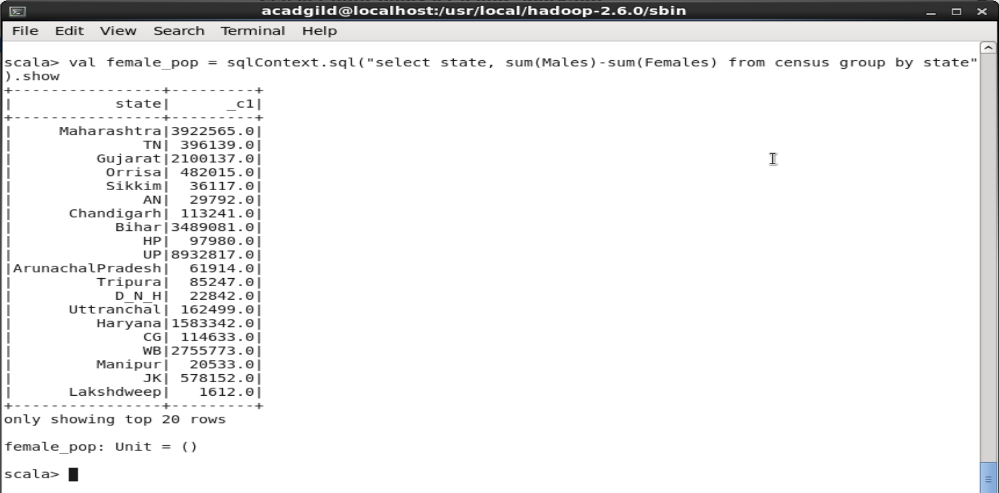 acadgild@localhost:/usr/local/hadoop-2.6.0/sbin
File Edit View Search Terminal Help
scala> val female_pop = sqlContext.sql("select state, sum(Males)-sum(Females) from census group by state"
).show
+----------------+---------+
|           state|      _c1|
+----------------+---------+
|     Maharashtra|3922565.0|
|              TN| 396139.0|
|         Gujarat|2100137.0|
|          Orrisa| 482015.0|
|          Sikkim|  36117.0|
|              AN|  29792.0|
|      Chandigarh| 113241.0|
|           Bihar|3489081.0|
|              HP|  97980.0|
|              UP|8932817.0|
|ArunachalPradesh|  61914.0|
|         Tripura|  85247.0|
|           D_N_H|  22842.0|
|      Uttranchal| 162499.0|
|         Haryana|1583342.0|
|              CG| 114633.0|
|              WB|2755773.0|
|         Manipur|  20533.0|
|              JK| 578152.0|
|      Lakshdweep|   1612.0|
+----------------+---------+
only showing top 20 rows
female_pop: Unit = ()
scala>